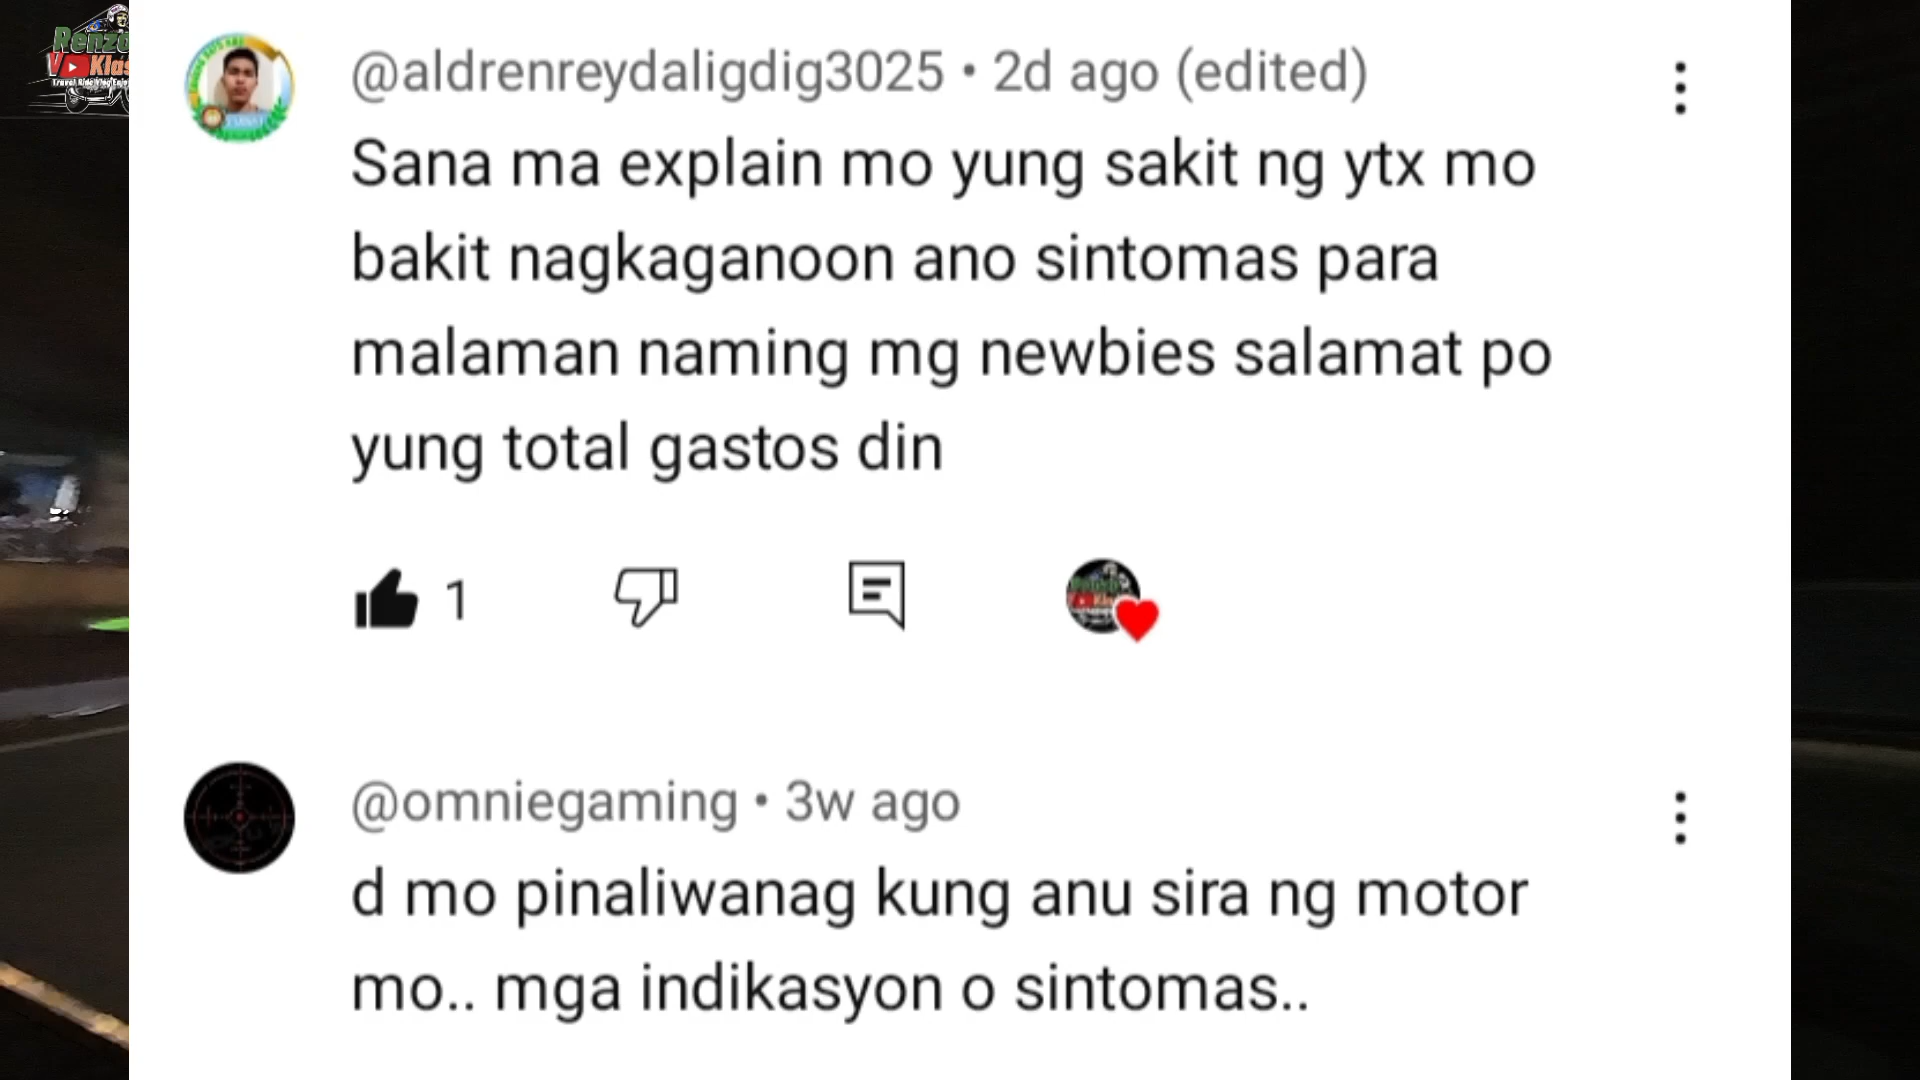 Renzo
V Klas
@aldrenreydaligdig3025 • 2d ago (edited)
Sana ma explain mo yung sakit ng ytx mo
bakit nagkaganoon ano sintomas para
malaman naming mg newbies salamat po
yung total gastos din
1
@omniegaming • 3w ago
d mo pinaliwanag kung anu sira ng motor
mo.. mga indikasyon o sintomas..